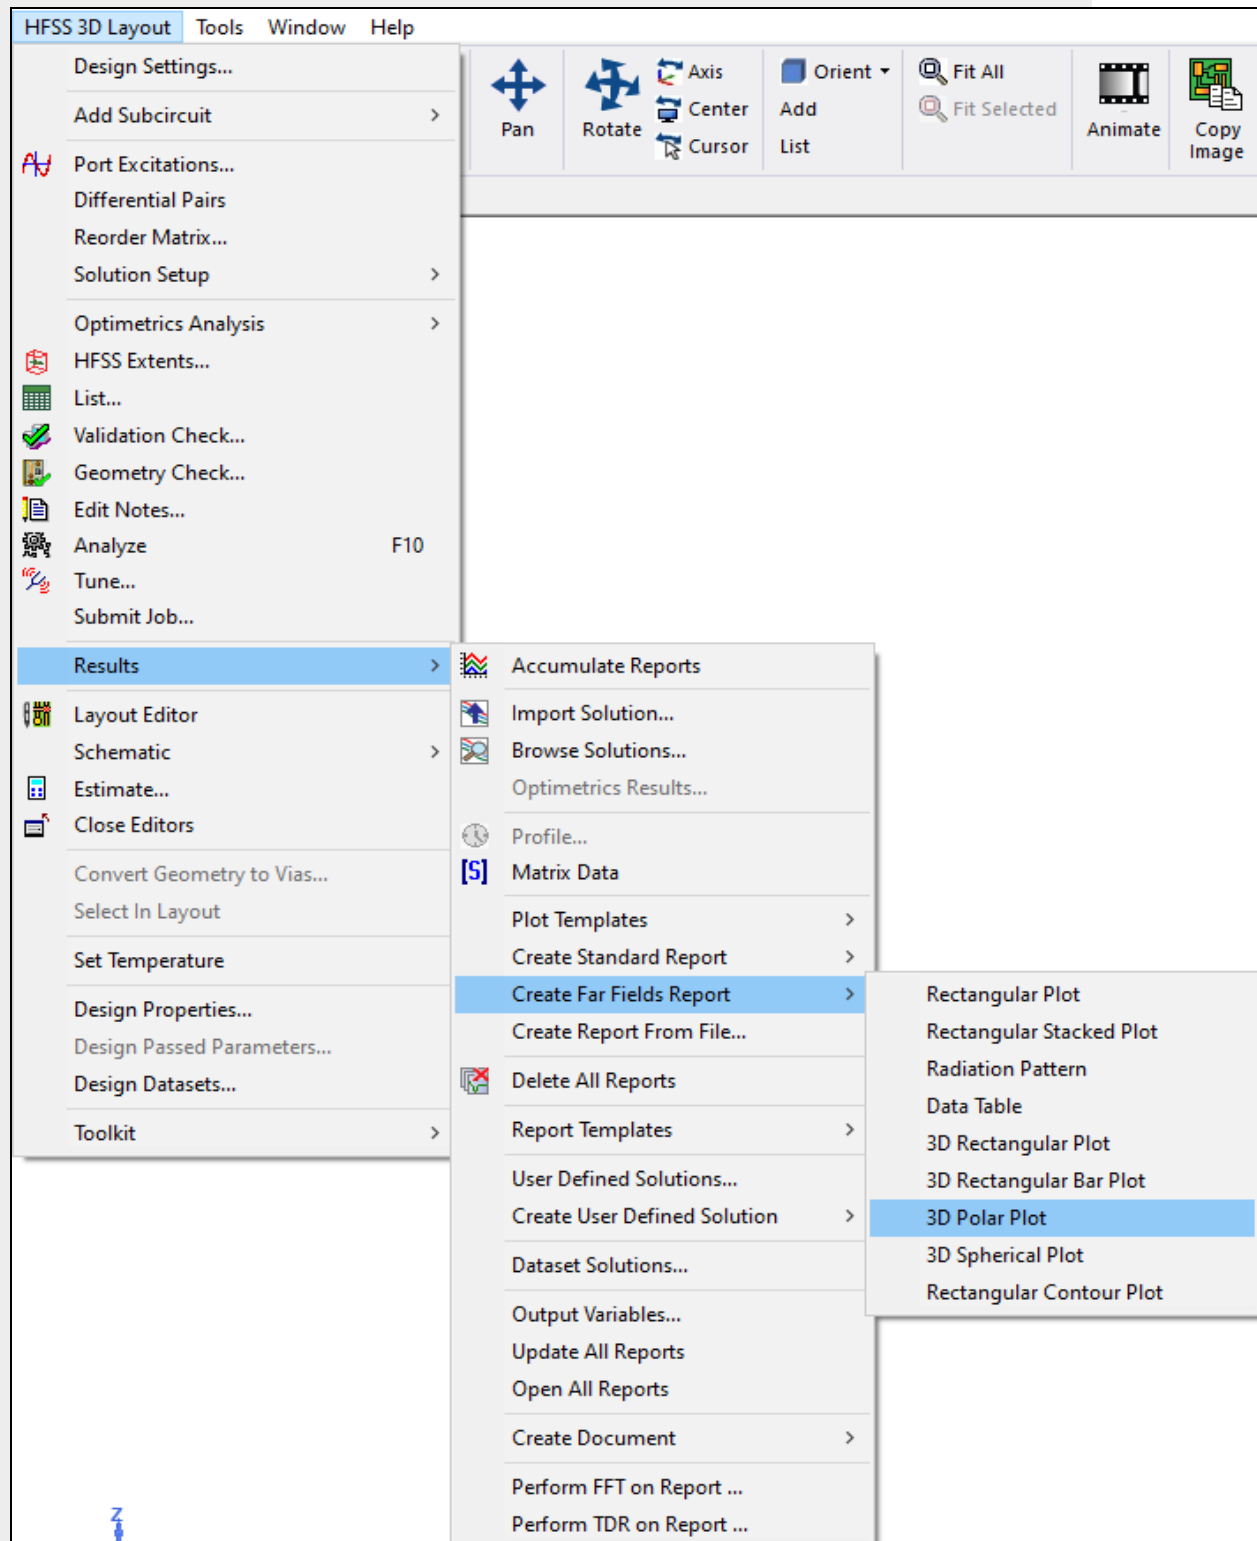 HFSS 3D Layout Tools Window Help
Design Settings...
Add Subcircuit >
Port Excitations...
Differential Pairs
Reorder Matrix...
Solution Setup >
Optimetrics Analysis >
HFSS Extents...
List...
Validation Check...
Geometry Check...
Edit Notes...
Analyze F10
Tune...
Submit Job...
Results >
Layout Editor
Schematic >
Estimate...
Close Editors
Convert Geometry to Vias...
Select In Layout
Set Temperature
Design Properties...
Design Passed Parameters...
Design Datasets...
Toolkit >
Pan
Rotate
Axis
Center
Cursor
Orient
Add
List
Fit All
Fit Selected
Animate
Copy
Image
Accumulate Reports
Import Solution...
Browse Solutions...
Optimetrics Results...
Profile...
[S] Matrix Data
Plot Templates >
Create Standard Report >
Create Far Fields Report >
Create Report From File...
Delete All Reports
Report Templates >
User Defined Solutions...
Create User Defined Solution >
Dataset Solutions...
Output Variables...
Update All Reports
Open All Reports
Create Document >
Perform FFT on Report ...
Perform TDR on Report ...
Rectangular Plot
Rectangular Stacked Plot
Radiation Pattern
Data Table
3D Rectangular Plot
3D Rectangular Bar Plot
3D Polar Plot
3D Spherical Plot
Rectangular Contour Plot
Z